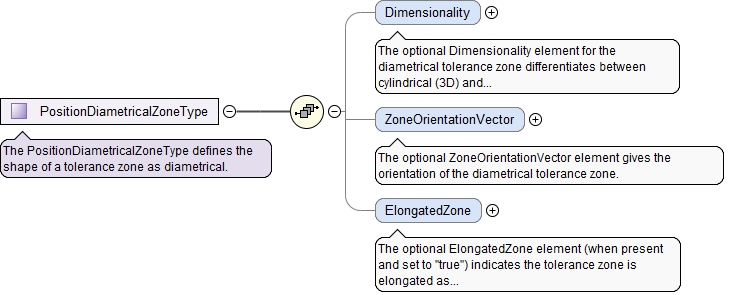 Dimensionality
The optional Dimensionality element for the
diametrical tolerance zone differentiates between
cylindrical (3D) and...
PositionDiametricalZoneType
The PositionDiametricalZoneType defines the
shape of a tolerance zone as diametrical.
ZoneOrientationVector
The optional ZoneOrientationVector element gives the
orientation of the diametrical tolerance zone.
ElongatedZone
The optional ElongatedZone element (when present
and set to "true") indicates the tolerance zone is
elongated as...